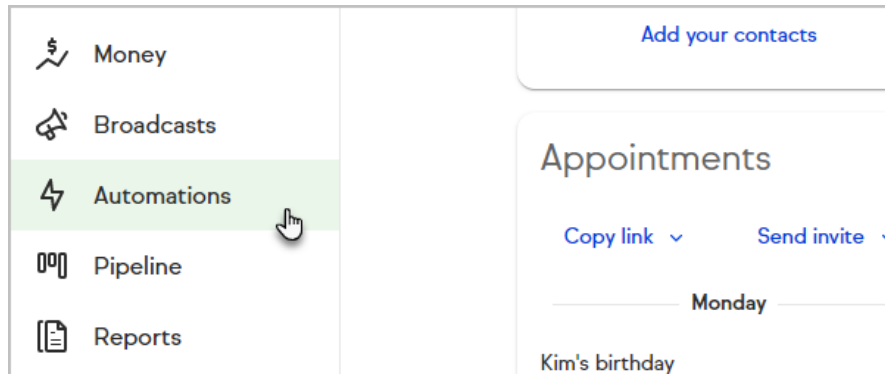 Money
Broadcasts
Automations
Pipeline
Reports
Add your contacts
Appointments
Copy link
Send invite
Monday
Kim's birthday